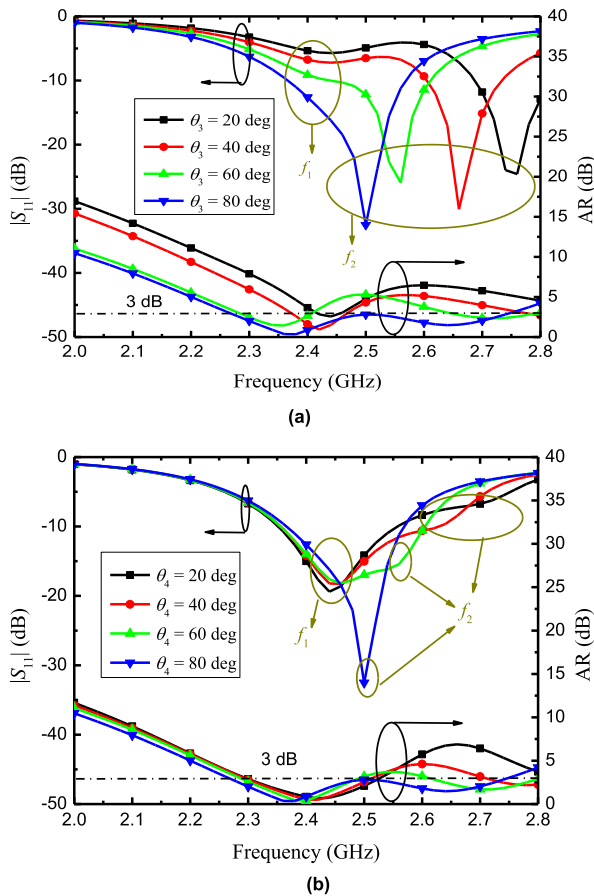 0
-10
-20
-30
-40
-50
|S₁₁| (dB)
40
35
30
25
20
15
10
5
0
AR (dB)
θ₃ = 20 deg
θ₃ = 40 deg
θ₃ = 60 deg
θ₃ = 80 deg
f₁
f₂
3 dB
2.0 2.1 2.2 2.3 2.4 2.5 2.6 2.7 2.8
Frequency (GHz)
(a)
0
-10
-20
-30
-40
-50
|S₁₁| (dB)
40
35
30
25
20
15
10
5
0
AR (dB)
θ₄ = 20 deg
θ₄ = 40 deg
θ₄ = 60 deg
θ₄ = 80 deg
f₁
f₂
3 dB
2.0 2.1 2.2 2.3 2.4 2.5 2.6 2.7 2.8
Frequency (GHz)
(b)